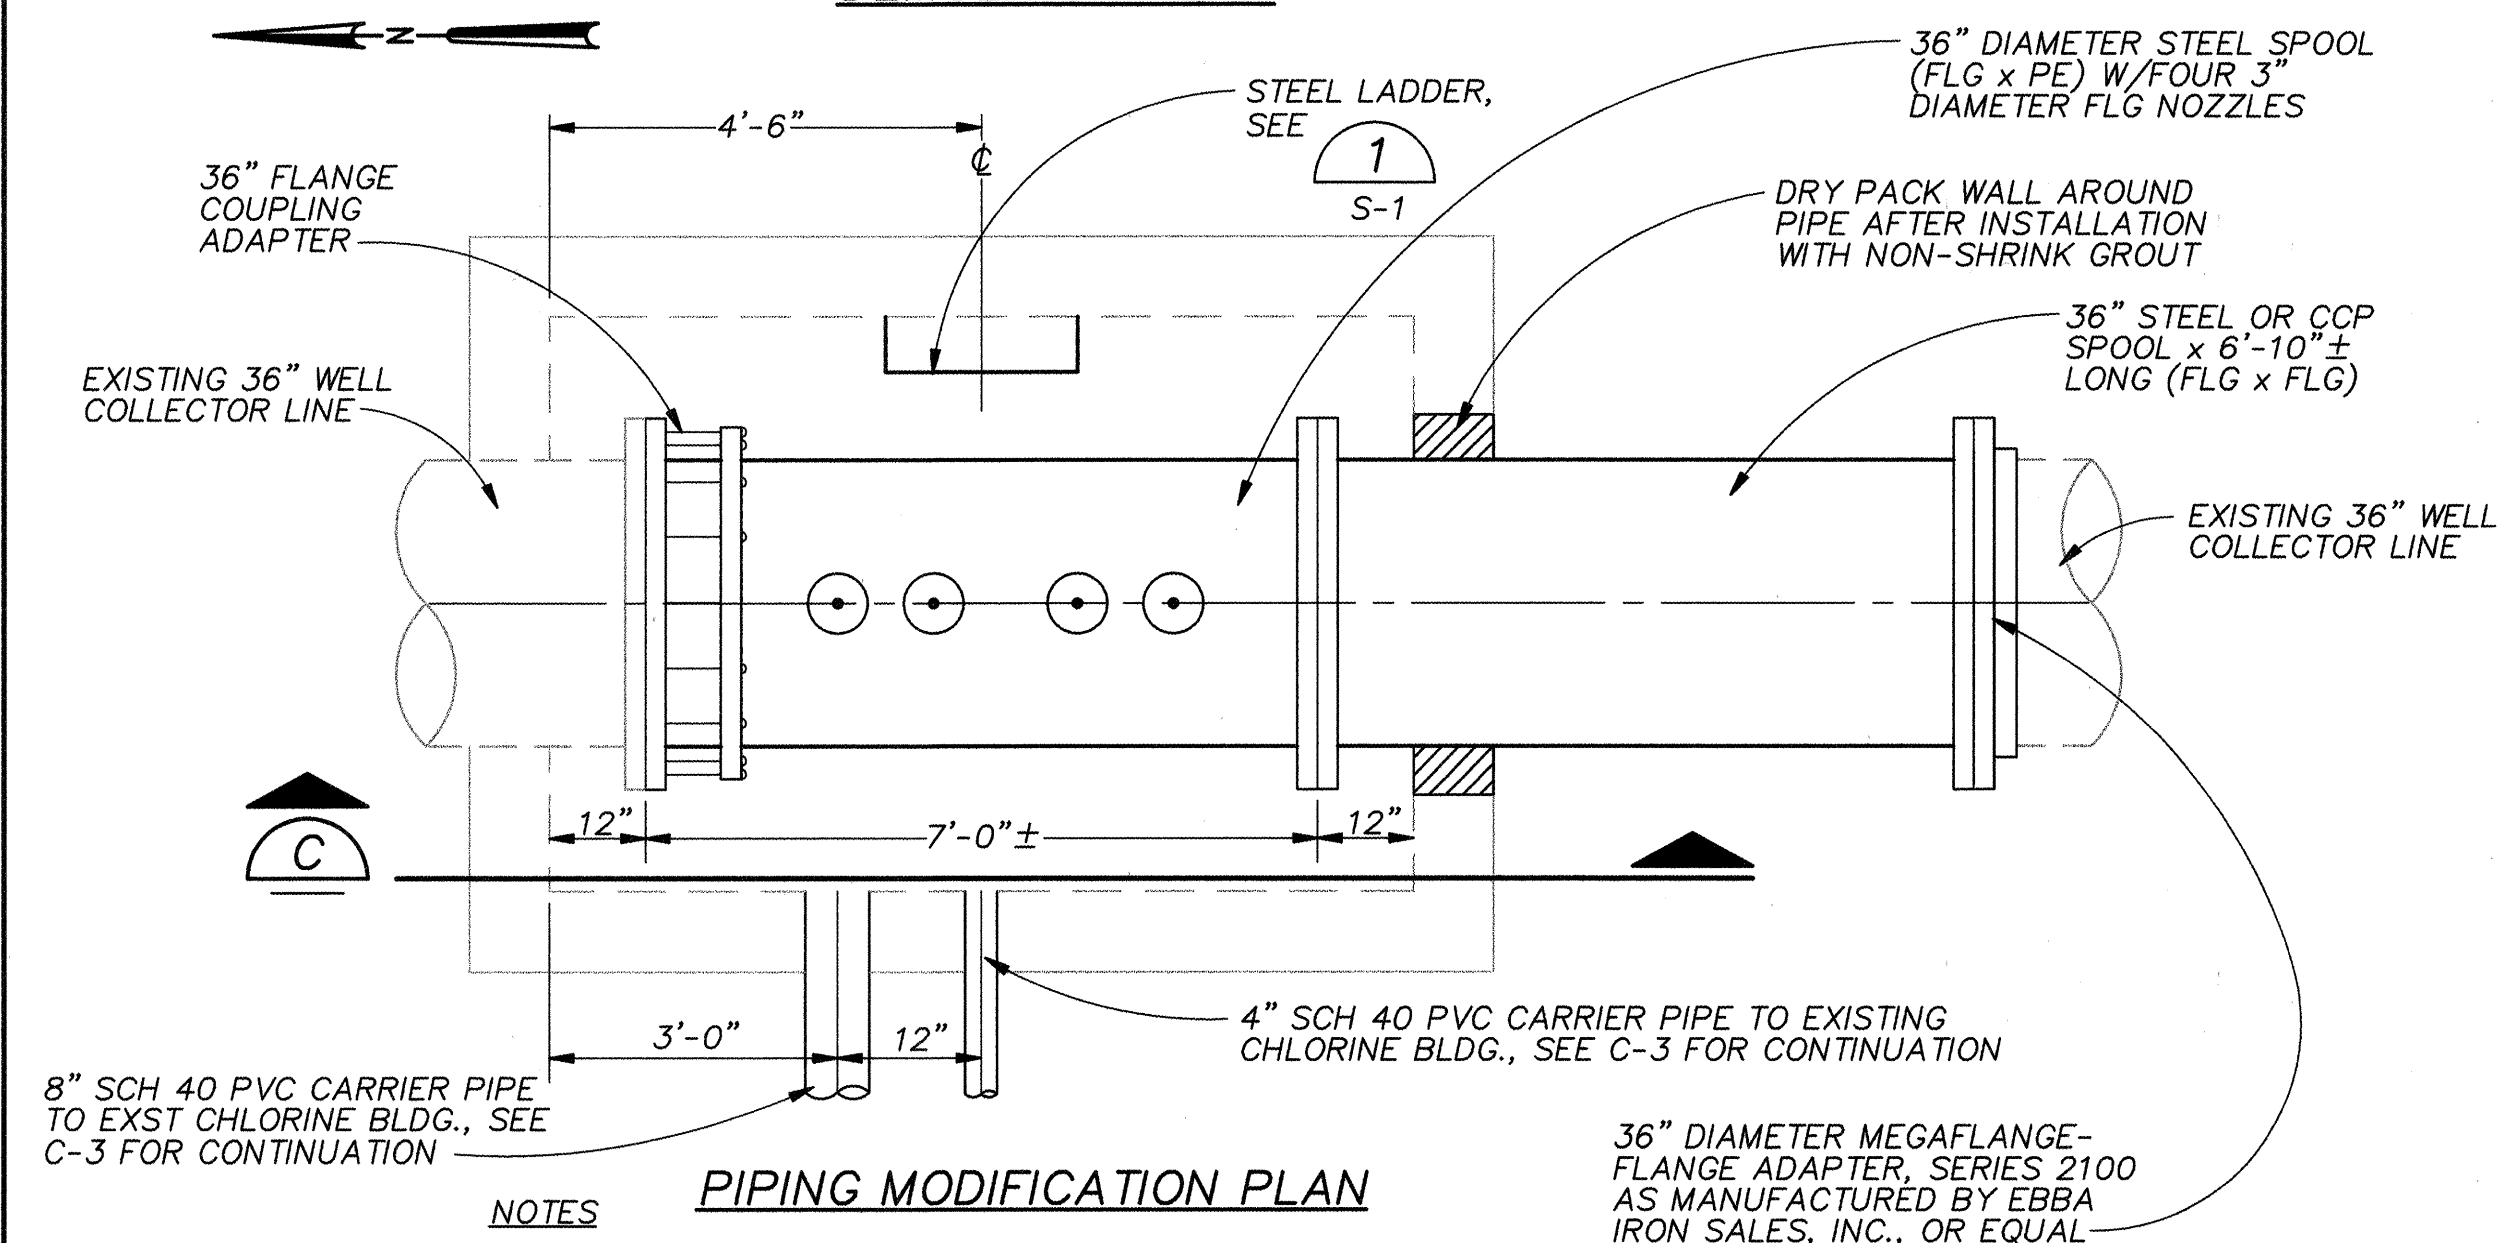 N
36" DIAMETER STEEL SPOOL
(FLG x PE) W/FOUR 3"
DIAMETER FLG NOZZLES
STEEL LADDER,
SEE
1
S-1
4'-6"
℄
36" FLANGE
COUPLING
ADAPTER
DRY PACK WALL AROUND
PIPE AFTER INSTALLATION
WITH NON-SHRINK GROUT
36" STEEL OR CCP
SPOOL x 6'-10"±
LONG (FLG x FLG)
EXISTING 36" WELL
COLLECTOR LINE
EXISTING 36" WELL
COLLECTOR LINE
12"
7'-0"±
12"
C
3'-0"
12"
4" SCH 40 PVC CARRIER PIPE TO EXISTING
CHLORINE BLDG., SEE C-3 FOR CONTINUATION
8" SCH 40 PVC CARRIER PIPE
TO EXST CHLORINE BLDG., SEE
C-3 FOR CONTINUATION
36" DIAMETER MEGAFLANGE-
FLANGE ADAPTER, SERIES 2100
AS MANUFACTURED BY EBBA
IRON SALES, INC., OR EQUAL
PIPING MODIFICATION PLAN
NOTES